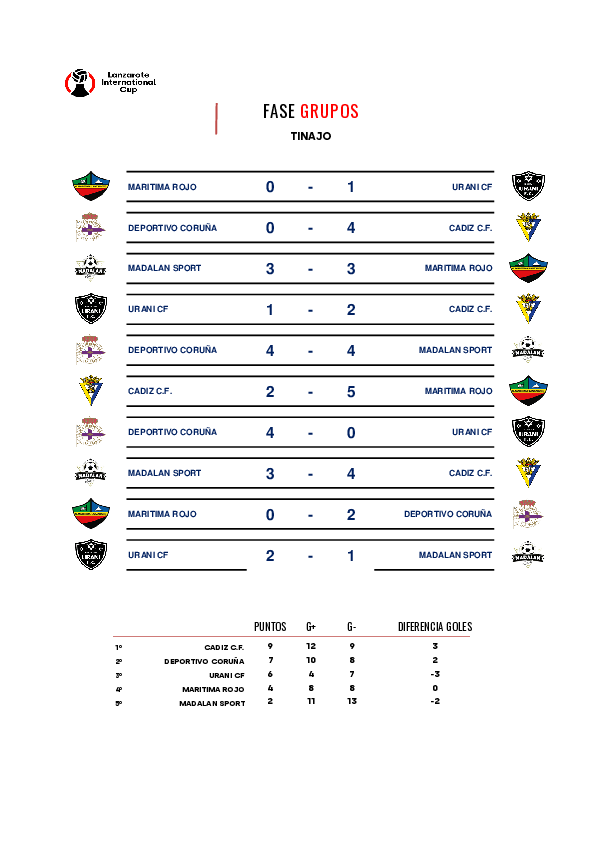 Lanzarote
International
Cup
FASE GRUPOS
TINAJO
MARITIMA ROJO 0 - 1 URANI CF
DEPORTIVO CORUÑA 0 - 4 CADIZ C.F.
MADALAN SPORT 3 - 3 MARITIMA ROJO
URANI CF 1 - 2 CADIZ C.F.
DEPORTIVO CORUÑA 4 - 4 MADALAN SPORT
CADIZ C.F. 2 - 5 MARITIMA ROJO
DEPORTIVO CORUÑA 4 - 0 URANI CF
MADALAN SPORT 3 - 4 CADIZ C.F.
MARITIMA ROJO 0 - 2 DEPORTIVO CORUÑA
URANI CF 2 - 1 MADALAN SPORT
PUNTOS G+ G- DIFERENCIA GOLES
1º CADIZ C.F. 9 12 9 3
2º DEPORTIVO CORUÑA 7 10 8 2
3º URANI CF 6 4 7 -3
4º MARITIMA ROJO 4 8 8 0
5º MADALAN SPORT 2 11 13 -2